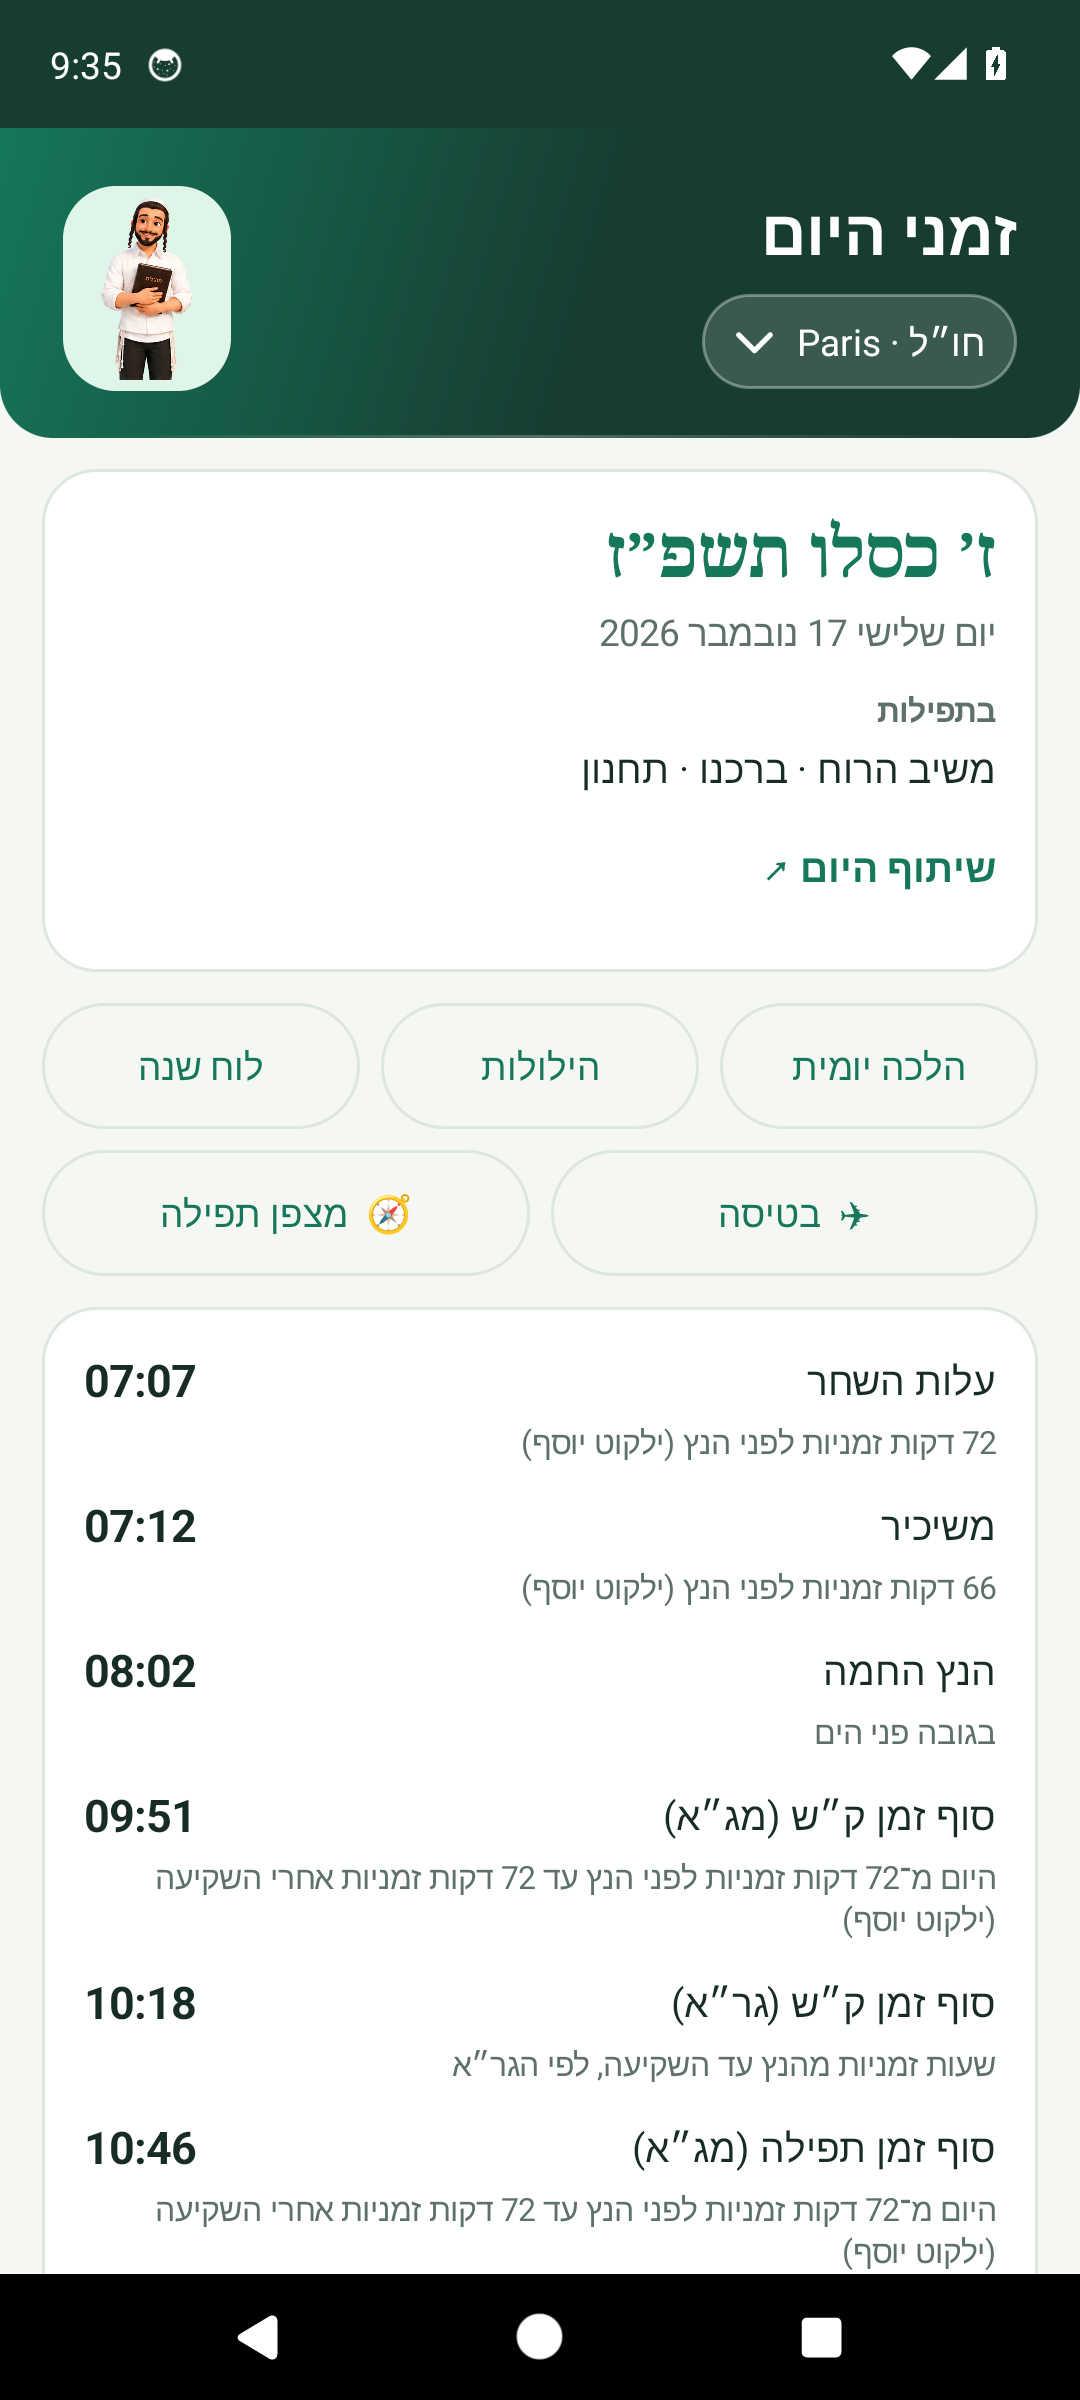 9:35
זמני היום
חו״ל · Paris
ז׳ כסלו תשפ״ז
יום שלישי 17 נובמבר 2026
בתפילות
משיב הרוח · ברכנו · תחנון
שיתוף היום ↗
הלכה יומית
הילולות
לוח שנה
✈ בטיסה
🧭 מצפן תפילה
עלות השחר 07:07
72 דקות זמניות לפני הנץ (ילקוט יוסף)
משיכיר 07:12
66 דקות זמניות לפני הנץ (ילקוט יוסף)
הנץ החמה 08:02
בגובה פני הים
סוף זמן ק״ש (מג״א) 09:51
היום מ־72 דקות זמניות לפני הנץ עד 72 דקות זמניות אחרי השקיעה
(ילקוט יוסף)
סוף זמן ק״ש (גר״א) 10:18
שעות זמניות מהנץ עד השקיעה, לפי הגר״א
סוף זמן תפילה (מג״א) 10:46
היום מ־72 דקות זמניות לפני הנץ עד 72 דקות זמניות אחרי השקיעה
(ילקוט יוסף)